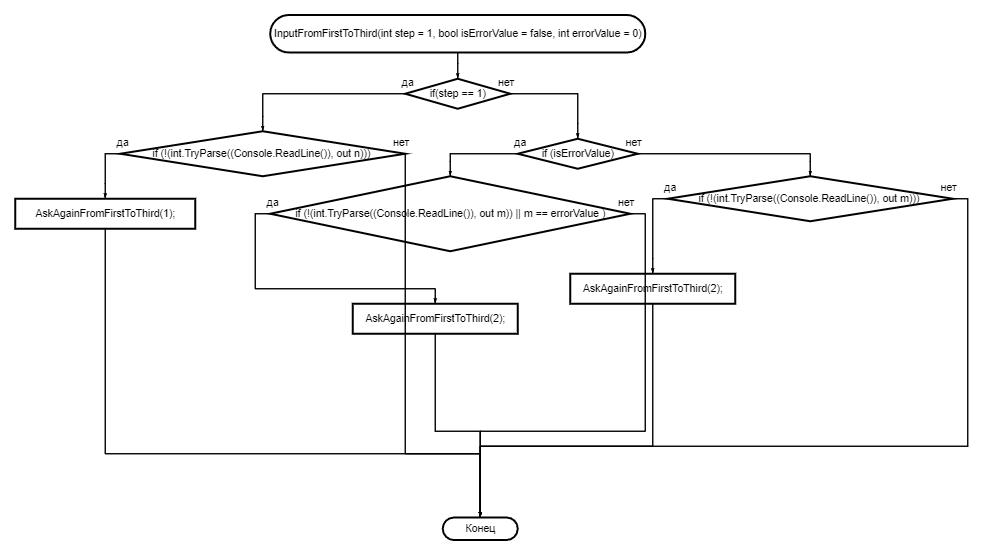 InputFromFirstToThird(int step = 1, bool isErrorValue = false, int errorValue = 0)
да
нет
if(step == 1)
да
нет
if (!(int.TryParse((Console.ReadLine()), out n)))
да
нет
if (isErrorValue)
AskAgainFromFirstToThird(1);
да
нет
if (!(int.TryParse((Console.ReadLine()), out m)) || m == errorValue )
да
нет
if (!(int.TryParse((Console.ReadLine()), out m)))
AskAgainFromFirstToThird(2);
AskAgainFromFirstToThird(2);
Конец